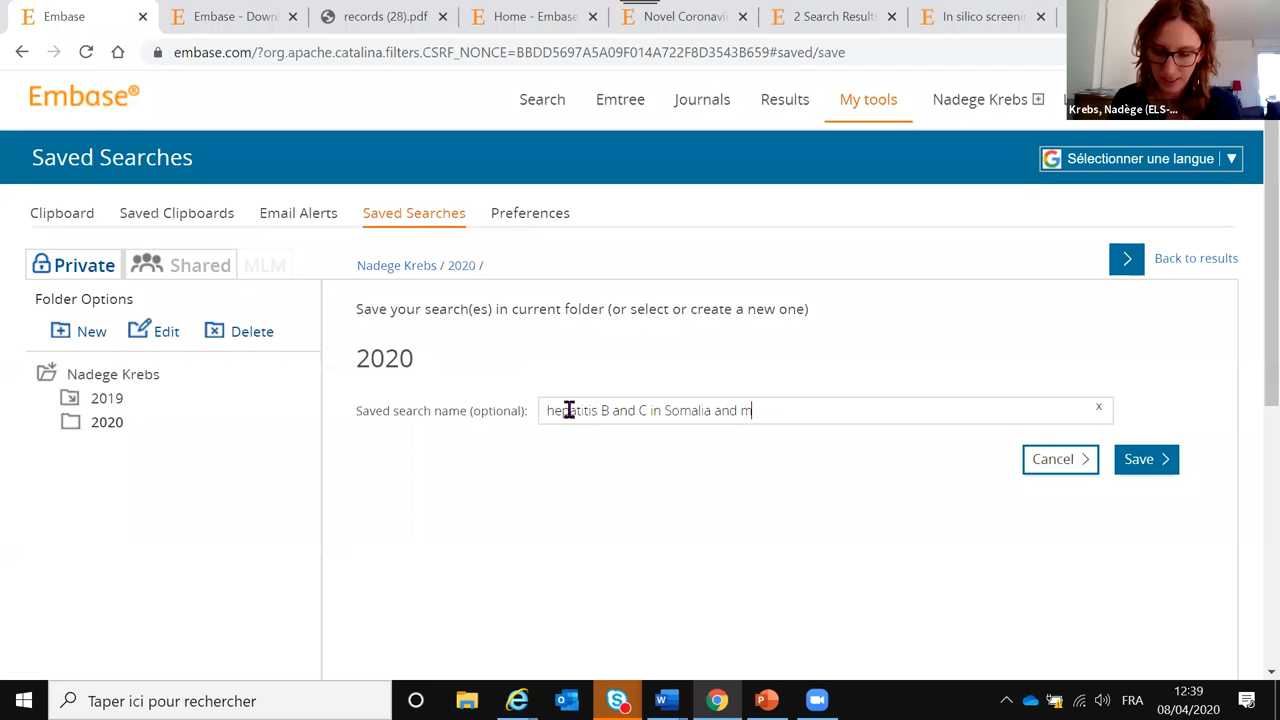 Embase
Embase - Down
records (28).pdf
Home - Embase
Novel Coronavi
2 Search Results
In silico screenin
embase.com/?org.apache.catalina.filters.CSRF_NONCE=BBDD5697A5A09F014A722F8D3543B659#saved/save
Krebs, Nadège (ELS-...
Embase®
Search
Emtree
Journals
Results
My tools
Nadege Krebs
Saved Searches
Sélectionner une langue
Clipboard
Saved Clipboards
Email Alerts
Saved Searches
Preferences
Private
Shared
MLM
Nadege Krebs / 2020 /
Back to results
Folder Options
New
Edit
Delete
Nadege Krebs
2019
2020
Save your search(es) in current folder (or select or create a new one)
2020
Saved search name (optional):
hepatitis B and C in Somalia and m
x
Cancel
Save
Taper ici pour rechercher
FRA
12:39
08/04/2020